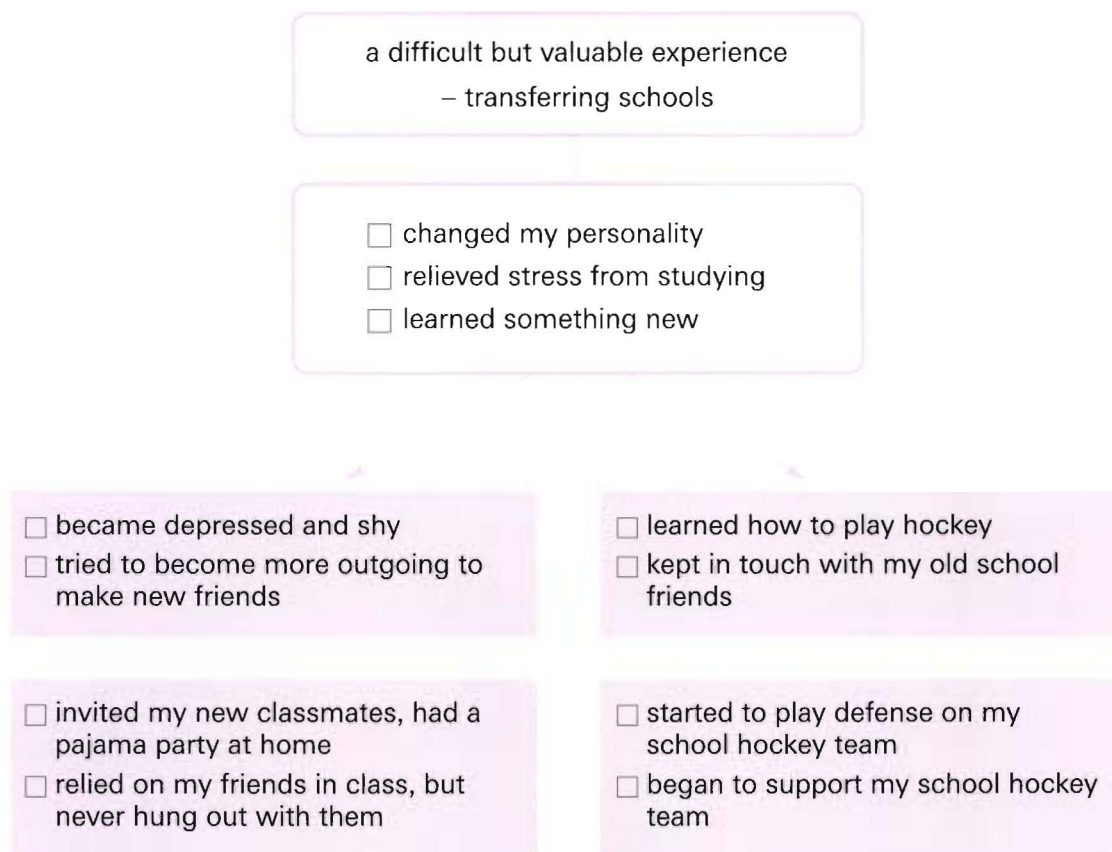 a difficult but valuable experience
– transferring schools
☐ changed my personality
☐ relieved stress from studying
☐ learned something new
☐ became depressed and shy
☐ tried to become more outgoing to
make new friends
☐ learned how to play hockey
☐ kept in touch with my old school
friends
☐ invited my new classmates, had a
pajama party at home
☐ relied on my friends in class, but
never hung out with them
☐ started to play defense on my
school hockey team
☐ began to support my school hockey
team